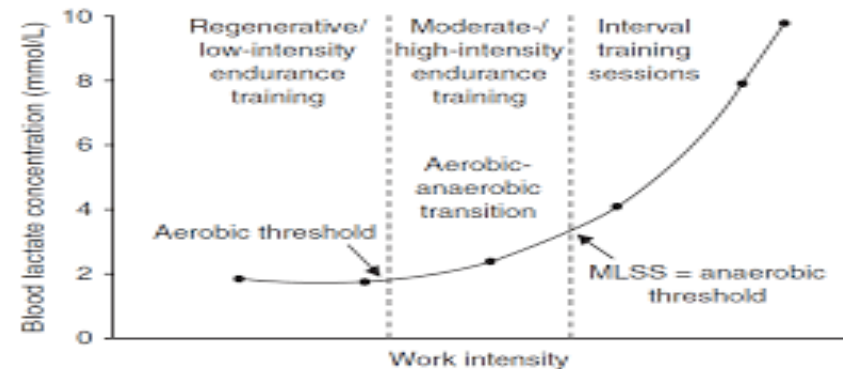 Blood lactate concentration (mmol/L)
10
8
6
4
2
0
Regenerative/
low-intensity
endurance
training
Moderate-/
high-intensity
endurance
training
Interval
training
sessions
Aerobic-
anaerobic
transition
Aerobic threshold
MLSS = anaerobic
threshold
Work intensity